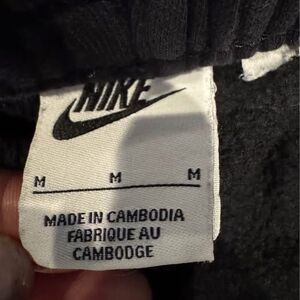 NIKE
M M M
MADE IN CAMBODIA
FABRIQUE AU
CAMBODGE